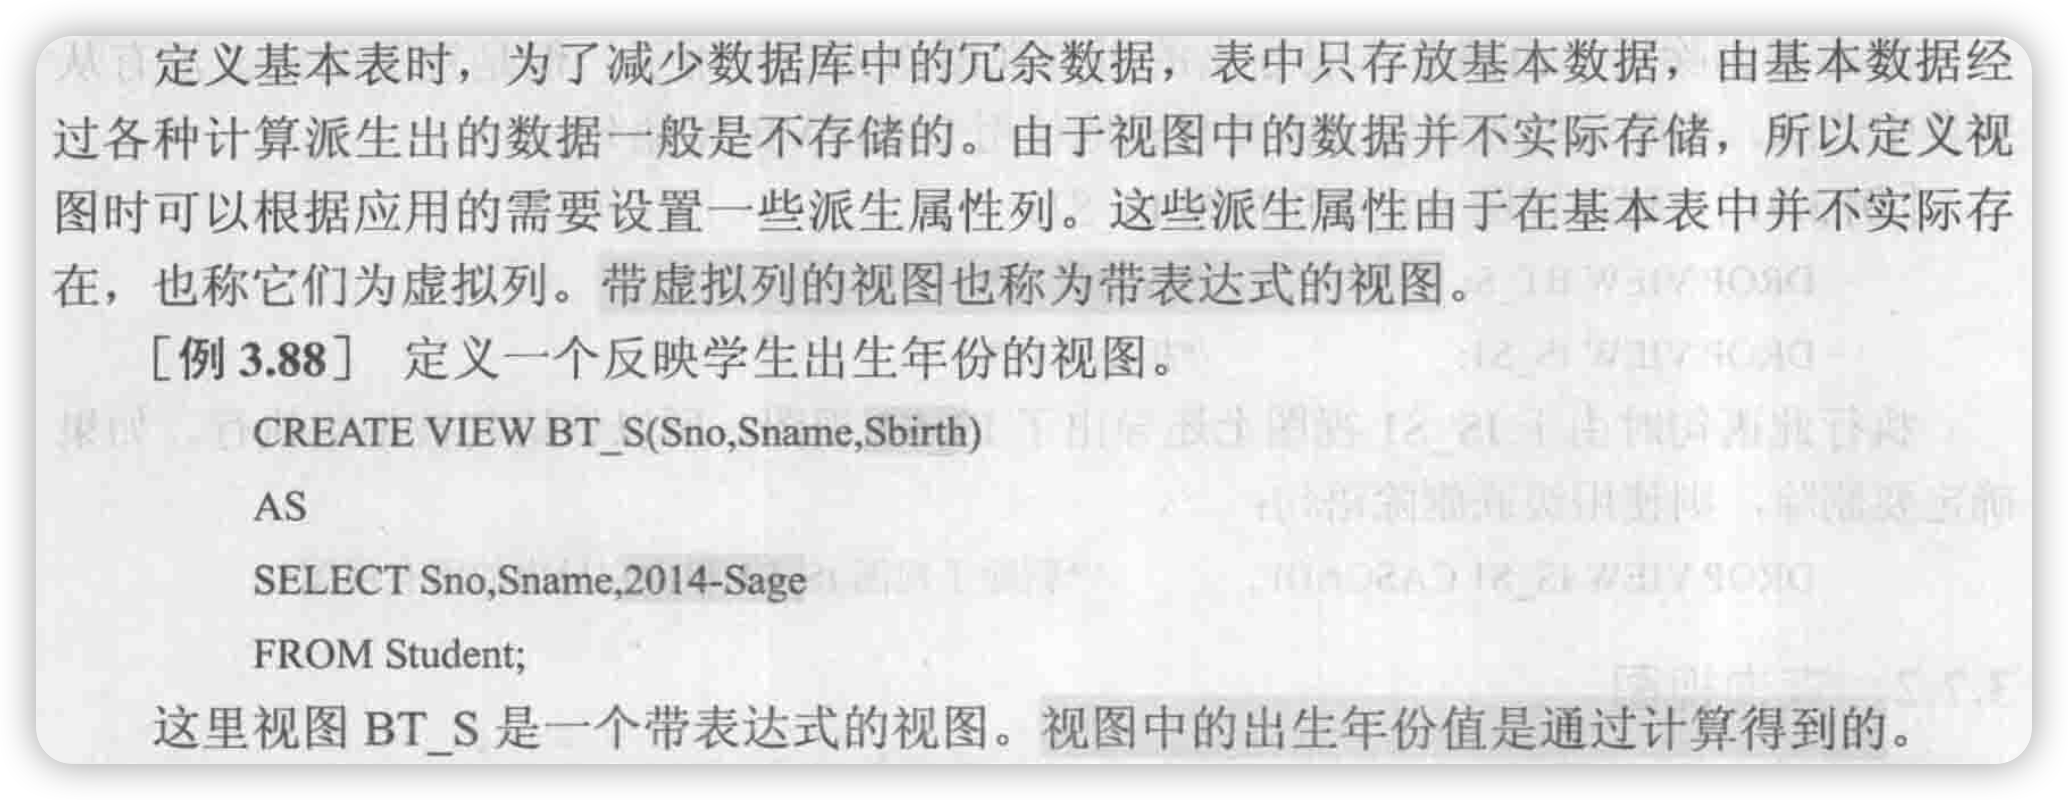 定义基本表时，为了减少数据库中的冗余数据，表中只存放基本数据，由基本数据经
过各种计算派生出的数据一般是不存储的。由于视图中的数据并不实际存储，所以定义视
图时可以根据应用的需要设置一些派生属性列。这些派生属性由于在基本表中并不实际存
在，也称它们为虚拟列。带虚拟列的视图也称为带表达式的视图。
［例 3.88］ 定义一个反映学生出生年份的视图。
CREATE VIEW BT_S(Sno,Sname,Sbirth)
AS
SELECT Sno,Sname,2014-Sage
FROM Student;
这里视图 BT_S 是一个带表达式的视图。视图中的出生年份值是通过计算得到的。